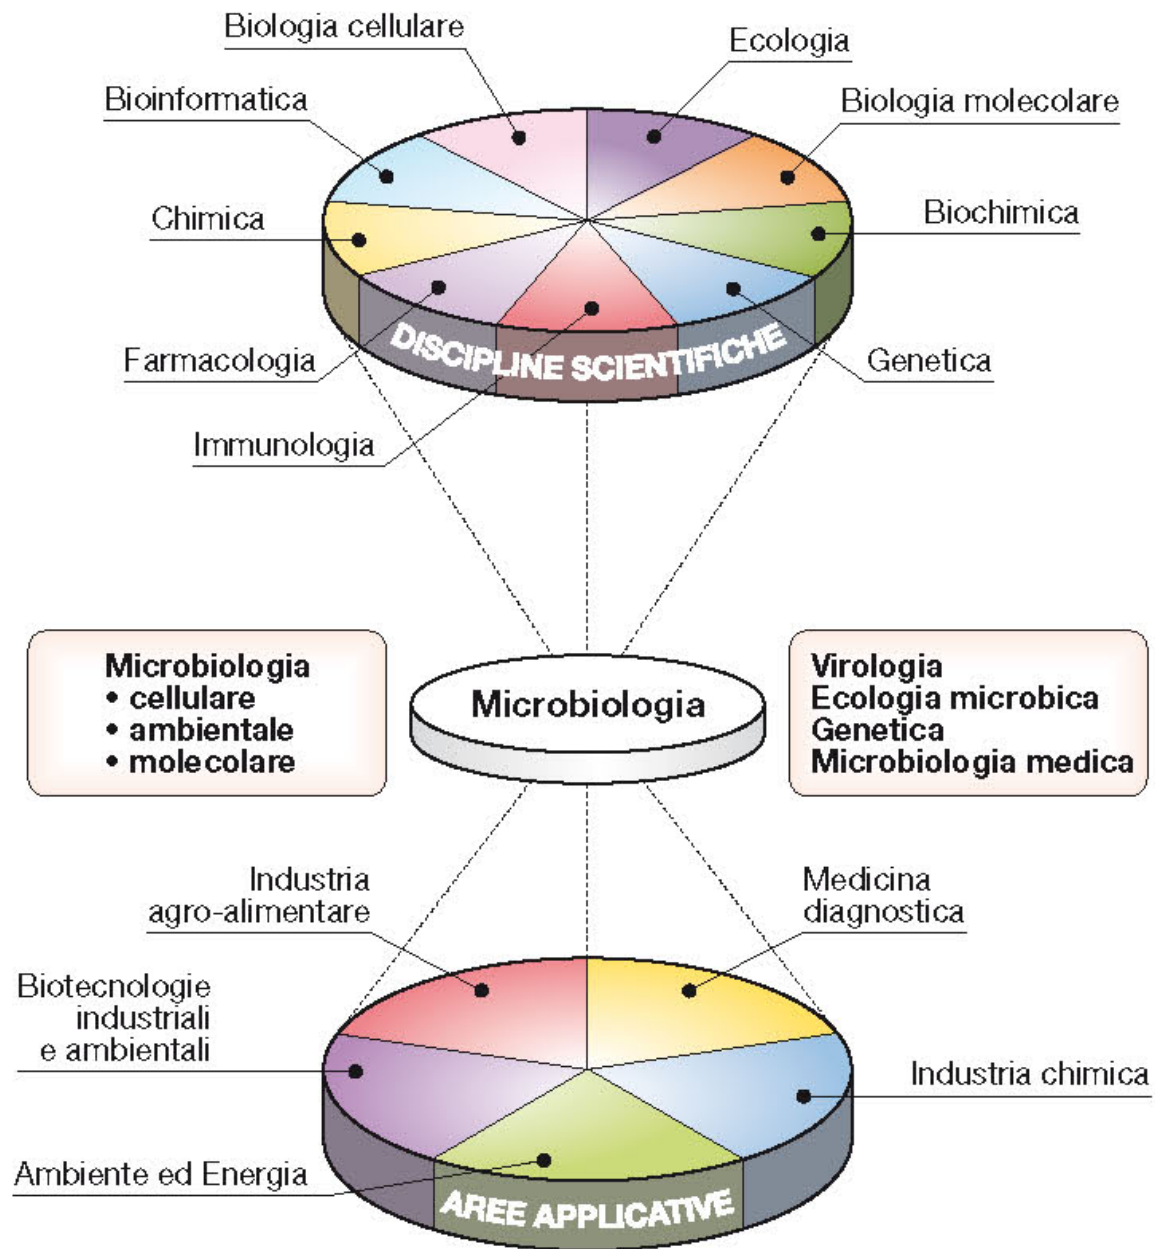 Biologia cellulare
Ecologia
Bioinformatica
Biologia molecolare
Chimica
Biochimica
Farmacologia
Genetica
Immunologia
DISCIPLINE SCIENTIFICHE
Microbiologia
• cellulare
• ambientale
• molecolare
Microbiologia
Virologia
Ecologia microbica
Genetica
Microbiologia medica
Industria
agro-alimentare
Medicina
diagnostica
Biotecnologie
industriali
e ambientali
Industria chimica
Ambiente ed Energia
AREE APPLICATIVE